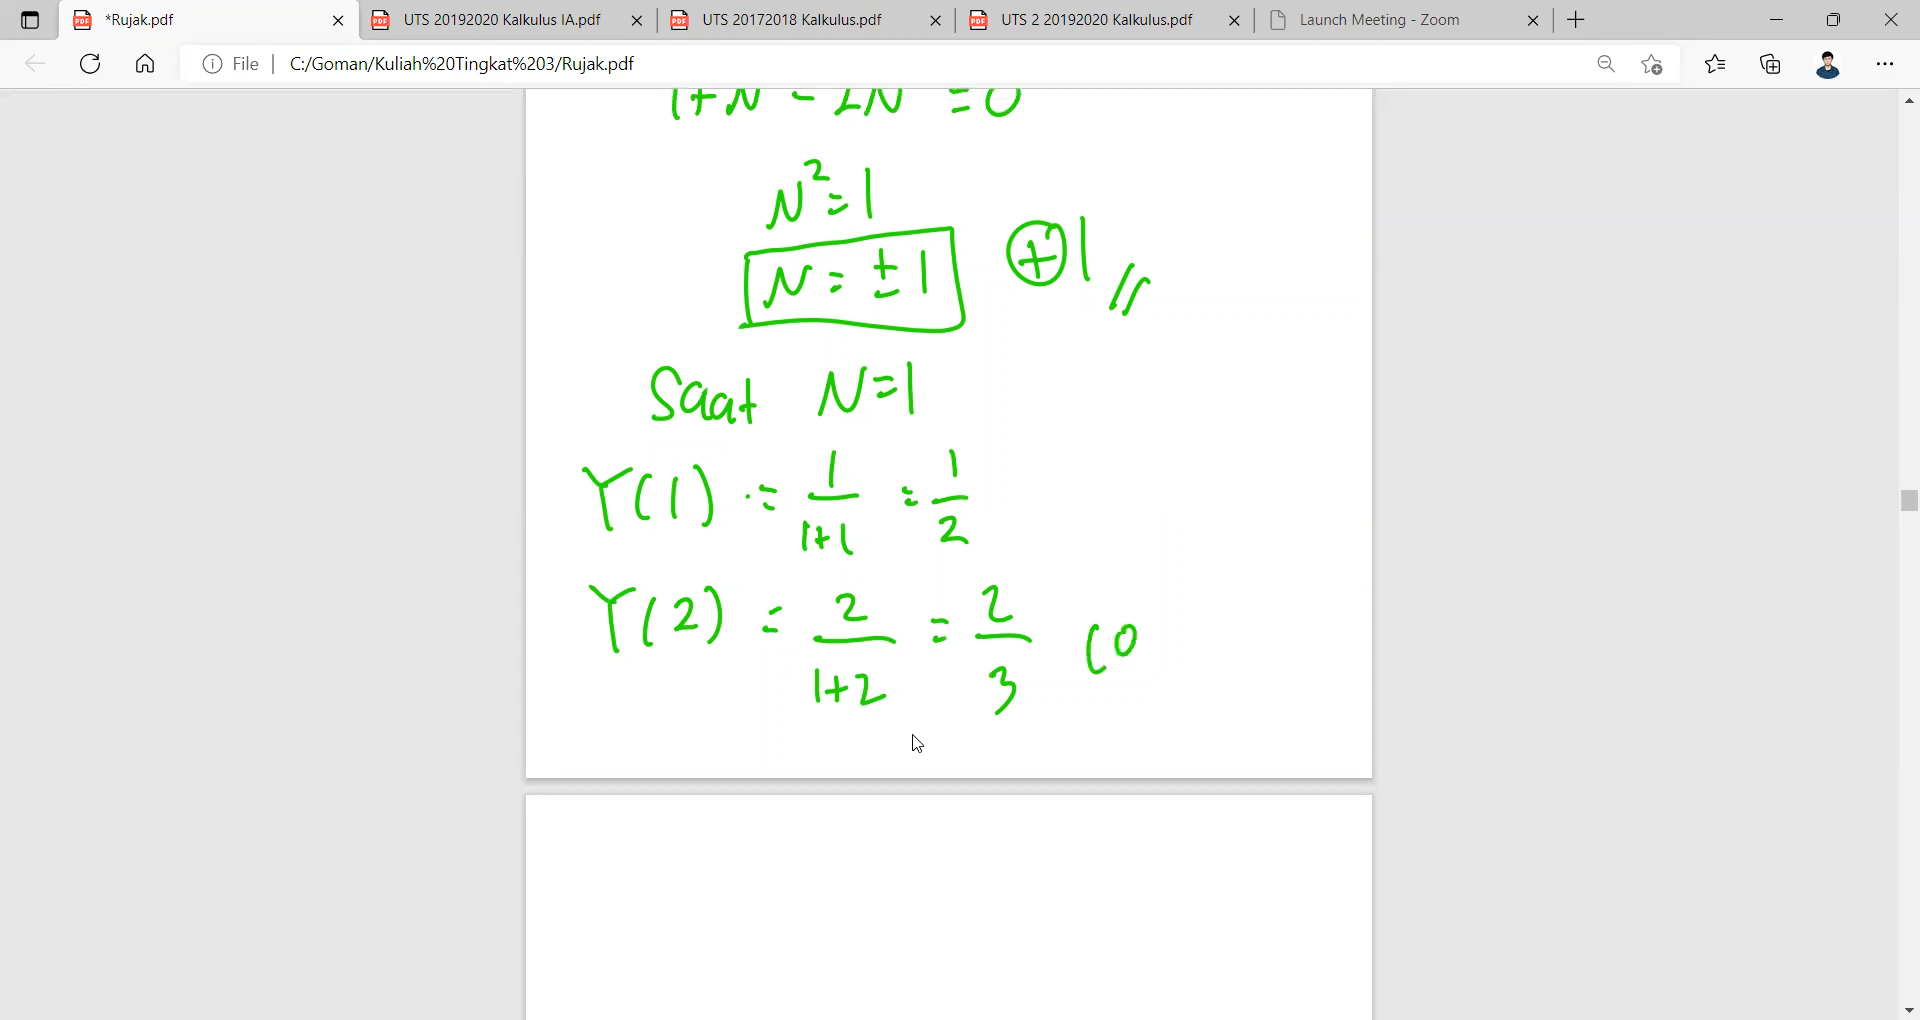 *Rujak.pdf
UTS 20192020 Kalkulus IA.pdf
UTS 20172018 Kalkulus.pdf
UTS 2 20192020 Kalkulus.pdf
Launch Meeting - Zoom
File
C:/Goman/Kuliah%20Tingkat%203/Rujak.pdf
N² = 1
N = ± 1
⊕1 //
Saat N=1
Y(1) = 1/(1+1) = 1/2
Y(2) = 2/(1+2) = 2/3 (0